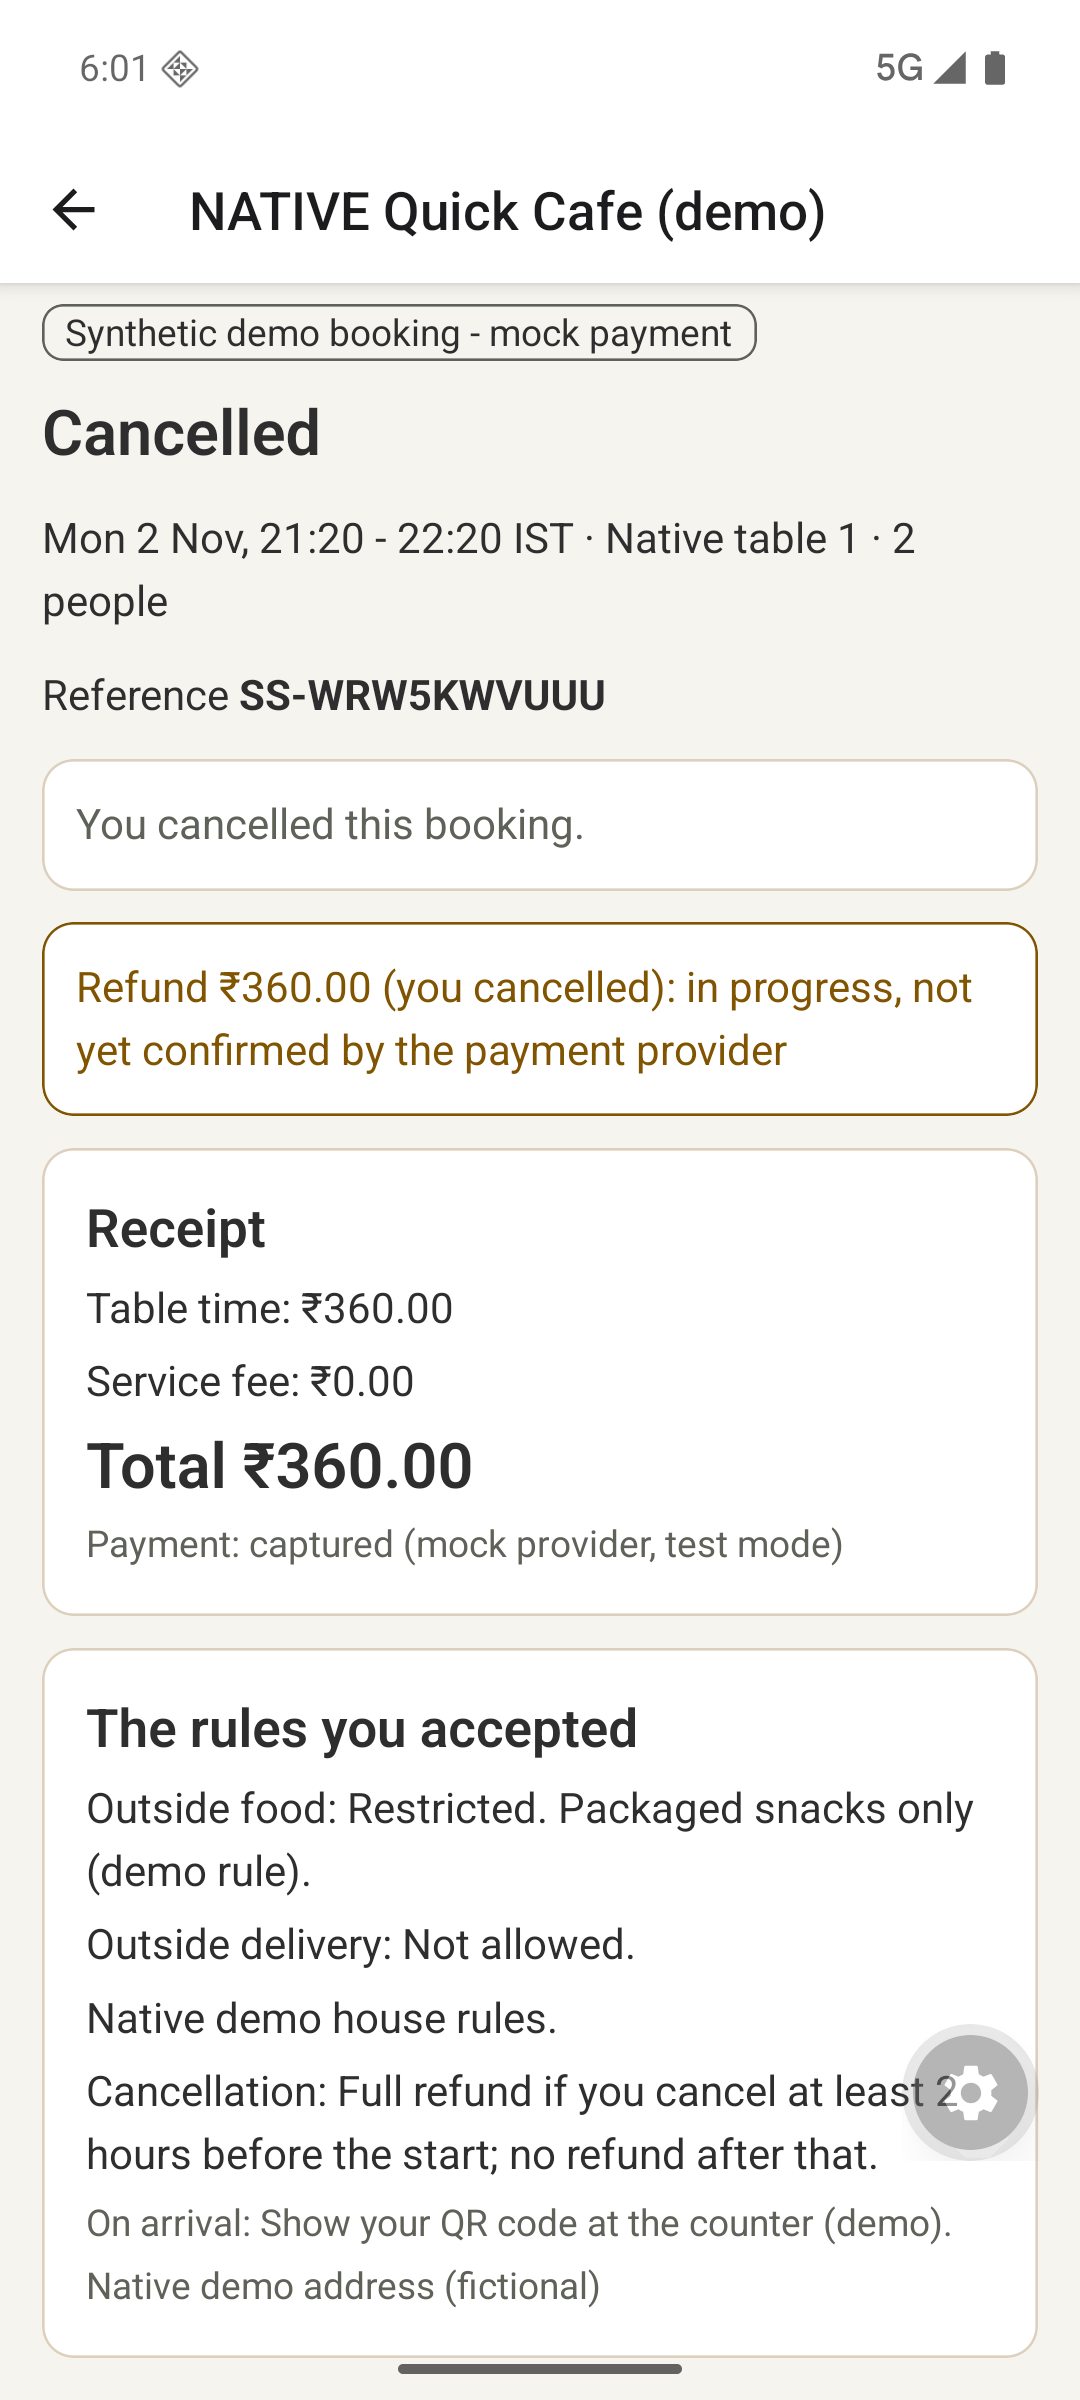 6:01
5G
NATIVE Quick Cafe (demo)
Synthetic demo booking - mock payment
Cancelled
Mon 2 Nov, 21:20 - 22:20 IST · Native table 1 · 2
people
Reference SS-WRW5KWVUUU
You cancelled this booking.
Refund ₹360.00 (you cancelled): in progress, not
yet confirmed by the payment provider
Receipt
Table time: ₹360.00
Service fee: ₹0.00
Total ₹360.00
Payment: captured (mock provider, test mode)
The rules you accepted
Outside food: Restricted. Packaged snacks only
(demo rule).
Outside delivery: Not allowed.
Native demo house rules.
Cancellation: Full refund if you cancel at least 2
hours before the start; no refund after that.
On arrival: Show your QR code at the counter (demo).
Native demo address (fictional)